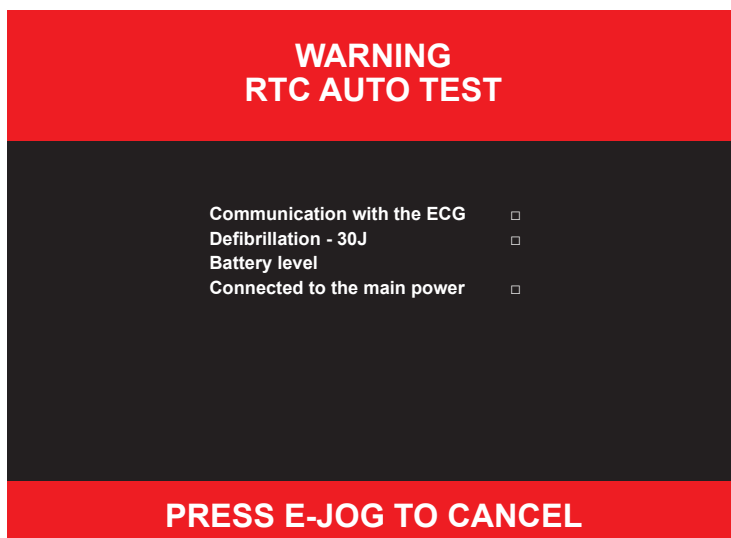 WARNING
RTC AUTO TEST
Communication with the ECG □
Defibrillation - 30J □
Battery level
Connected to the main power □
PRESS E-JOG TO CANCEL